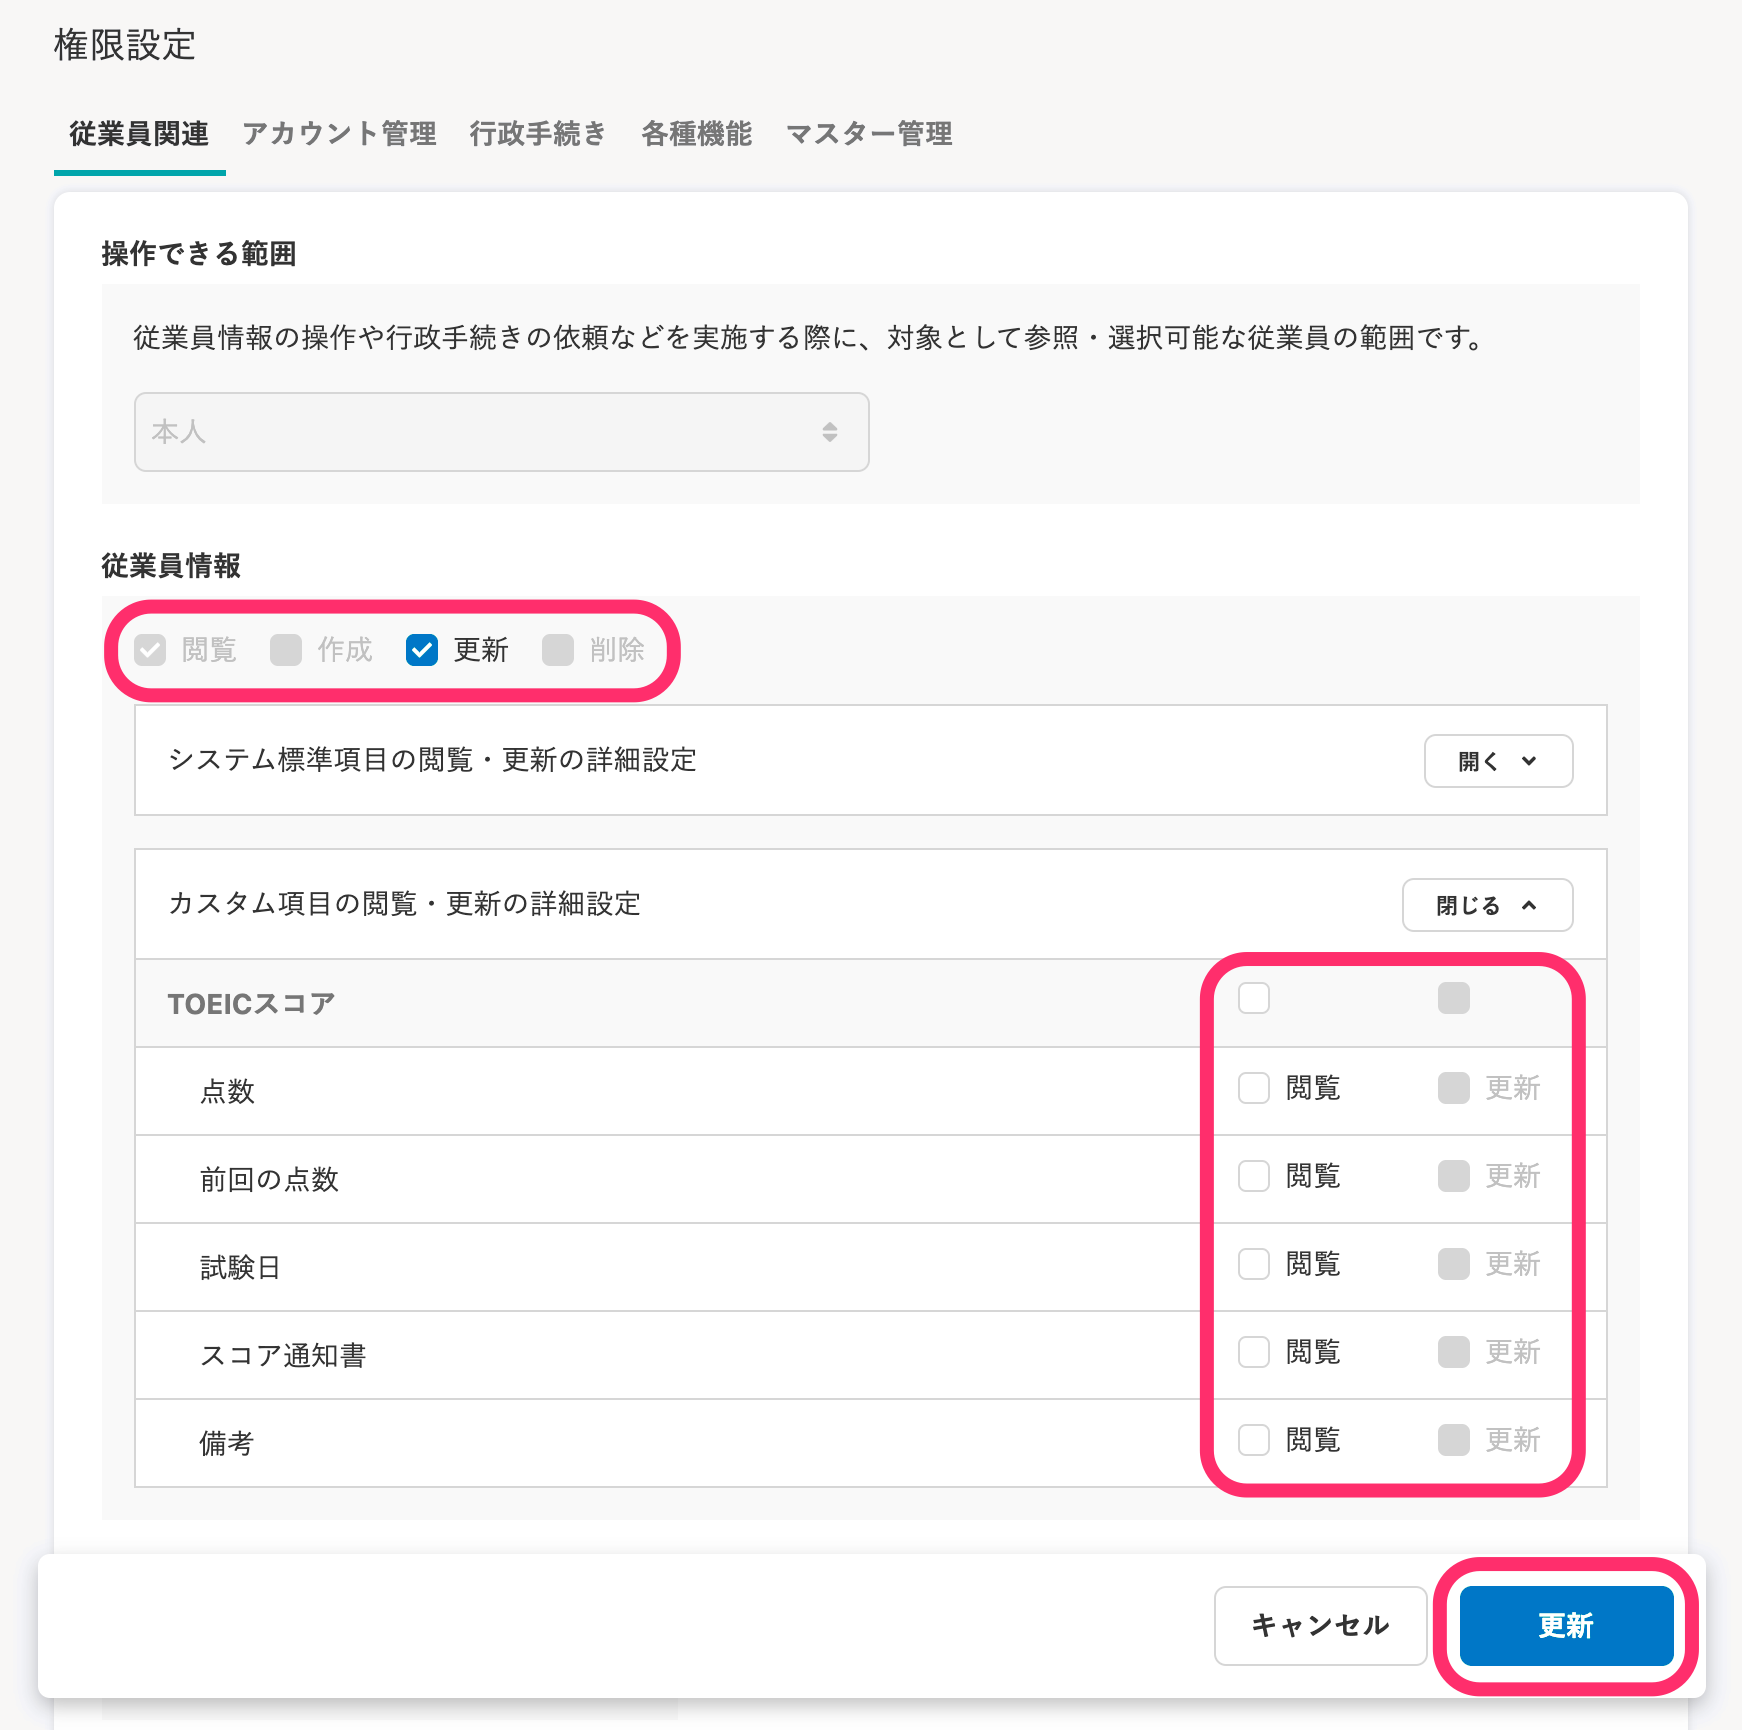 権限設定
従業員関連 アカウント管理 行政手続き 各種機能 マスター管理
操作できる範囲
従業員情報の操作や行政手続きの依頼などを実施する際に、対象として参照・選択可能な従業員の範囲です。
本人
従業員情報
閲覧 作成 更新 削除
システム標準項目の閲覧・更新の詳細設定 開く
カスタム項目の閲覧・更新の詳細設定 閉じる
TOEICスコア
点数 閲覧 更新
前回の点数 閲覧 更新
試験日 閲覧 更新
スコア通知書 閲覧 更新
備考 閲覧 更新
キャンセル 更新